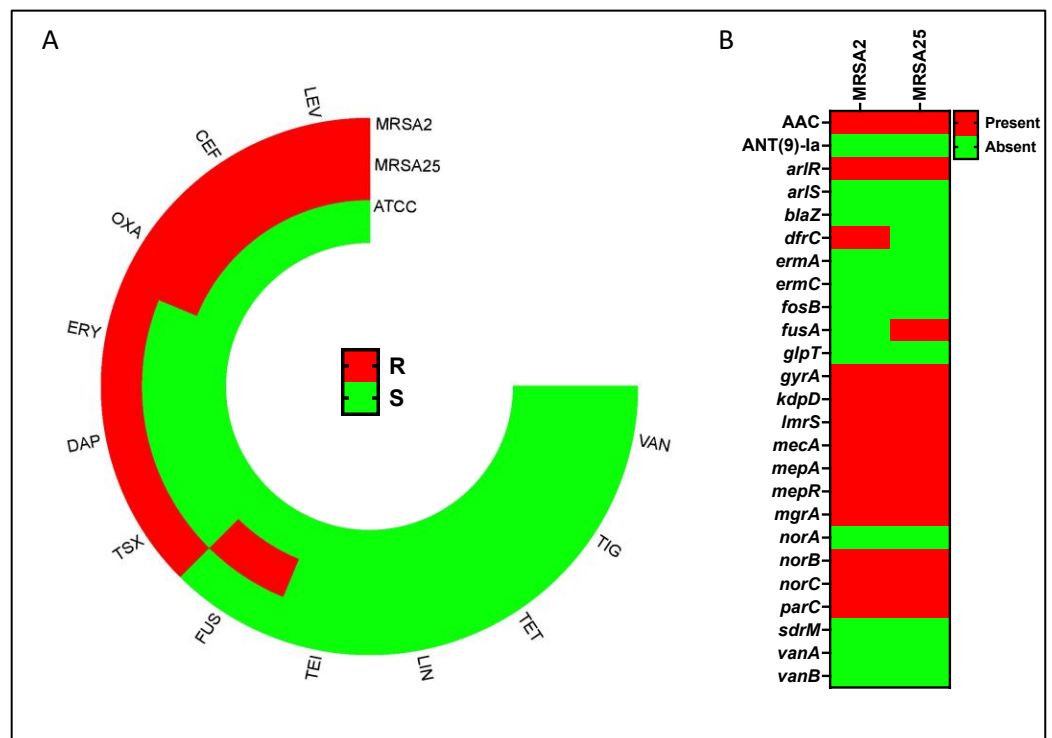 A
LEV
CEF
OXA
ERY
DAP
TSX
FUS
TEI
LIN
TET
TIG
VAN
MRSA2
MRSA25
ATCC
R
S
B
MRSA2
MRSA25
Present
Absent
AAC
ANT(9)-Ia
arlR
arlS
blaZ
dfrC
ermA
ermC
fosB
fusA
glpT
gyrA
kdpD
lmrS
mecA
mepA
mepR
mgrA
norA
norB
norC
parC
sdrM
vanA
vanB